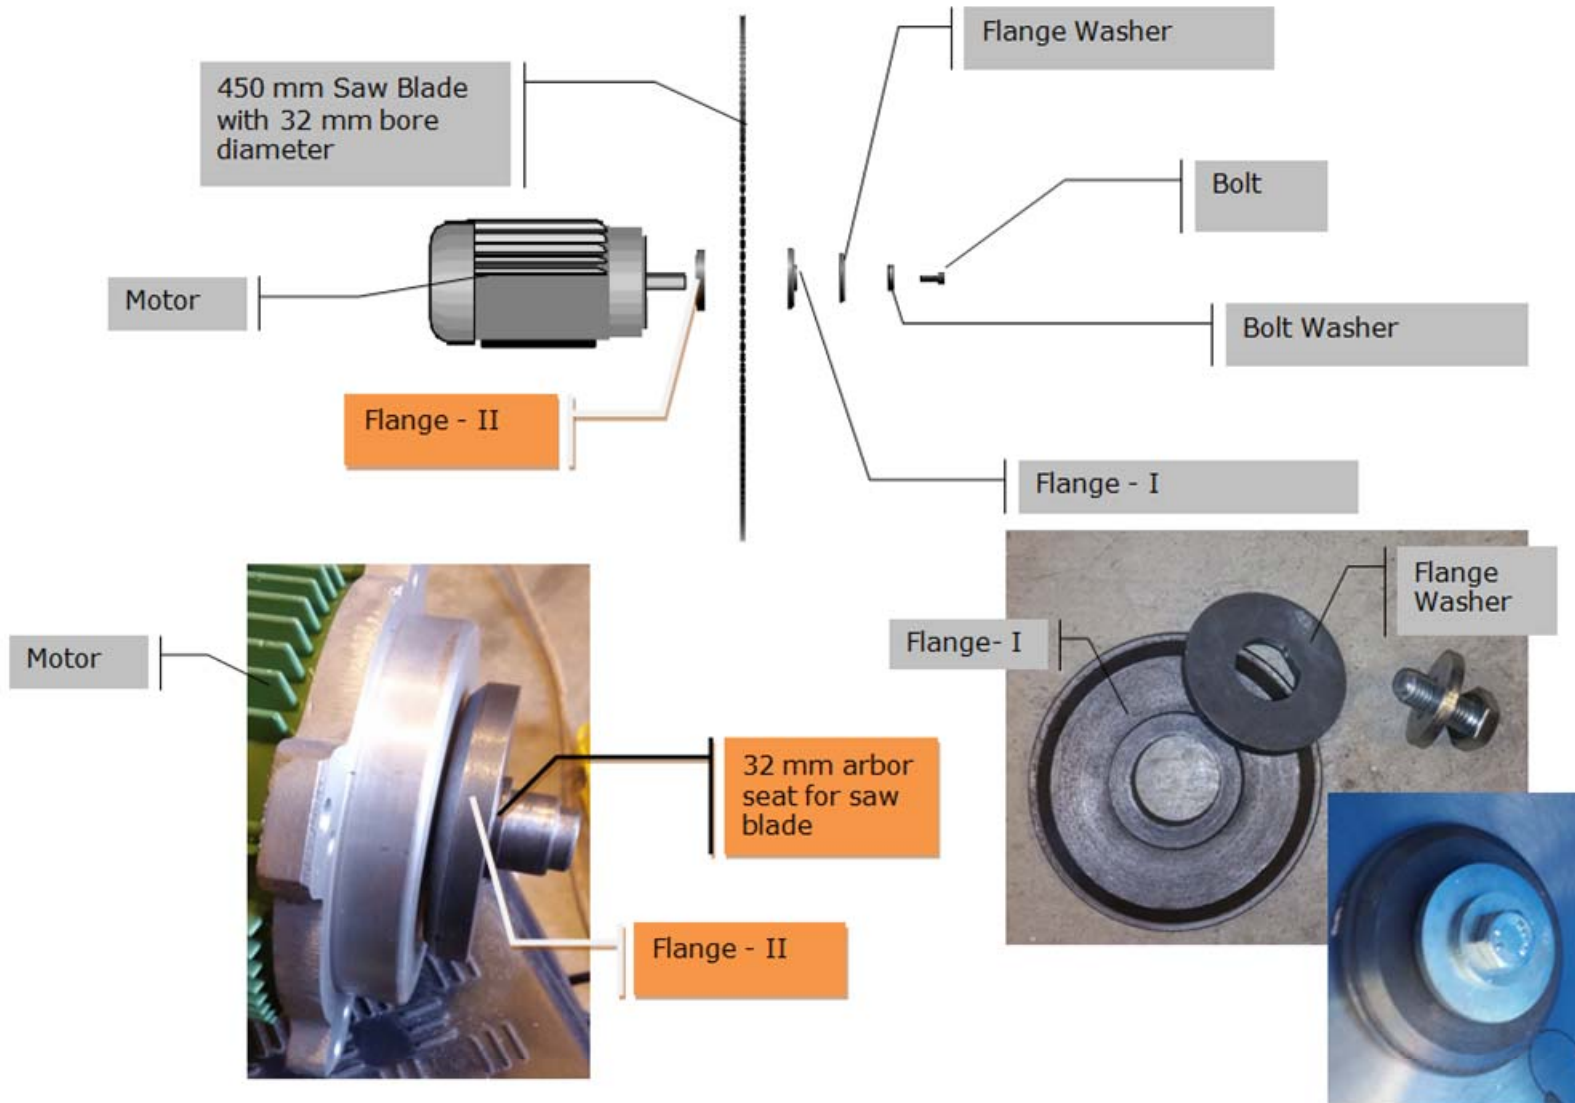 Flange Washer
450 mm Saw Blade
with 32 mm bore
diameter
Bolt
Motor
Bolt Washer
Flange - II
Flange - I
Flange
Washer
Flange- I
Motor
32 mm arbor
seat for saw
blade
Flange - II